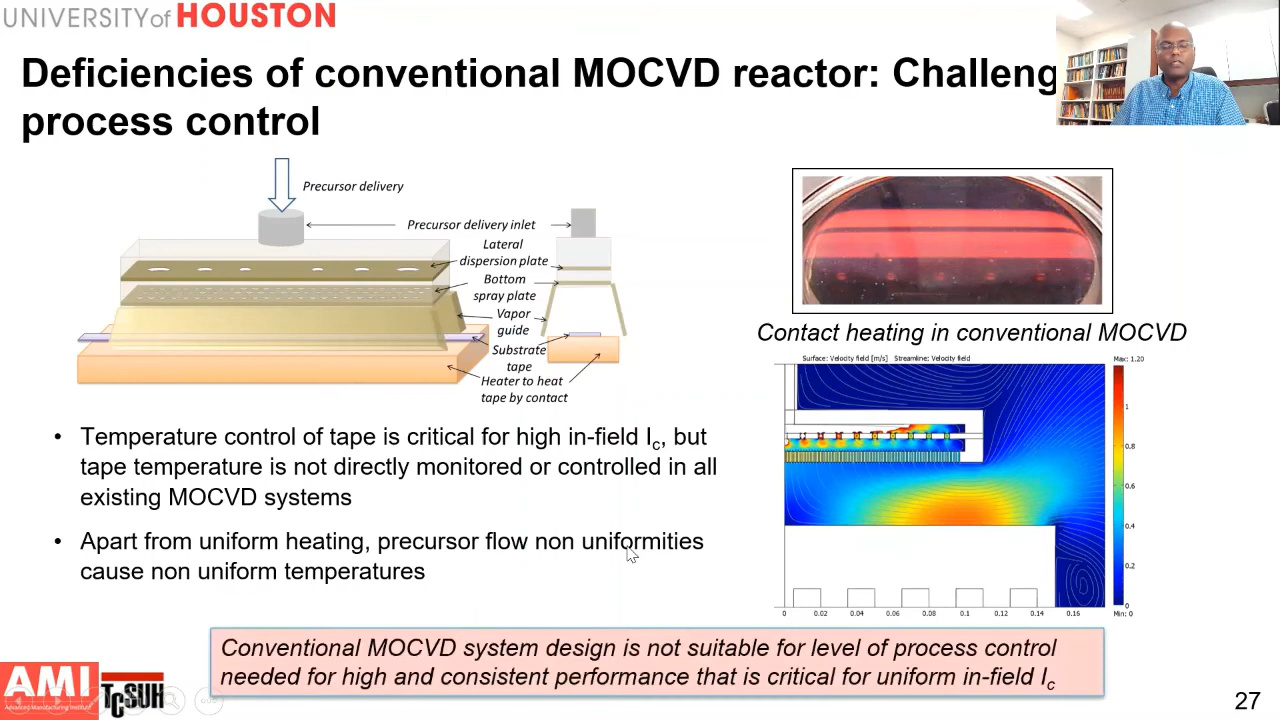 UNIVERSITY of HOUSTON
Deficiencies of conventional MOCVD reactor: Challeng
process control
Precursor delivery
Precursor delivery inlet
Lateral
dispersion plate
Bottom
spray plate
Vapor
guide
Substrate
tape
Heater to heat
tape by contact
Contact heating in conventional MOCVD
Surface: Velocity field [m/s] Streamline: Velocity field
Max: 1.20
1
0.8
0.6
0.4
0.2
0
Min: 0
0 0.02 0.04 0.06 0.08 0.1 0.12 0.14 0.16
• Temperature control of tape is critical for high in-field Ic, but
tape temperature is not directly monitored or controlled in all
existing MOCVD systems
• Apart from uniform heating, precursor flow non uniformities
cause non uniform temperatures
Conventional MOCVD system design is not suitable for level of process control
needed for high and consistent performance that is critical for uniform in-field Ic
AMI
Advanced Manufacturing Institute
TcSUH
27